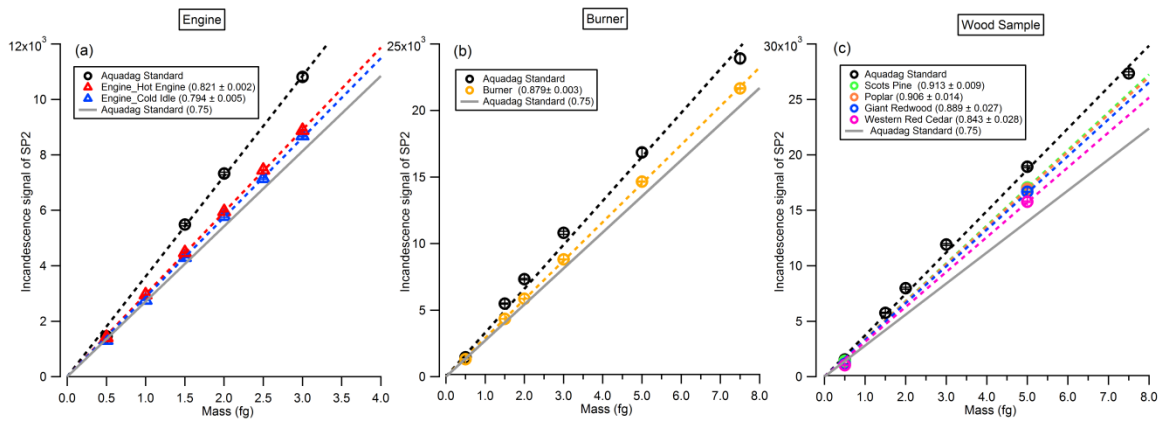 Engine
(a)
Aquadag Standard
Engine_Hot Engine (0.821 ± 0.002)
Engine_Cold Idle (0.794 ± 0.005)
Aquadag Standard (0.75)
Incandescence signal of SP2
12x10³
10
8
6
4
2
0
0.0 0.5 1.0 1.5 2.0 2.5 3.0 3.5 4.0
Mass (fg)
Burner
(b)
Aquadag Standard
Burner (0.879± 0.003)
Aquadag Standard (0.75)
Incandescence signal of SP2
25x10³
20
15
10
5
0
0.0 1.0 2.0 3.0 4.0 5.0 6.0 7.0 8.0
Mass (fg)
Wood Sample
(c)
Aquadag Standard
Scots Pine (0.913 ± 0.009)
Poplar (0.906 ± 0.014)
Giant Redwood (0.889 ± 0.027)
Western Red Cedar (0.843 ± 0.028)
Aquadag Standard (0.75)
Incandescence signal of SP2
30x10³
25
20
15
10
5
0
0.0 1.0 2.0 3.0 4.0 5.0 6.0 7.0 8.0
Mass (fg)